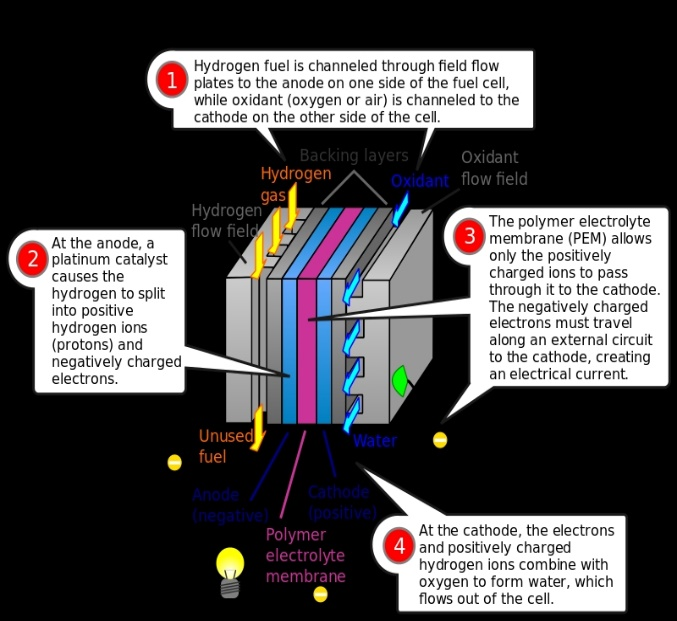 1
Hydrogen fuel is channeled through field flow
plates to the anode on one side of the fuel cell,
while oxidant (oxygen or air) is channeled to the
cathode on the other side of the cell.
Backing layers
Oxidant
flow field
Hydrogen
gas
Oxidant
Hydrogen
flow field
2
At the anode, a
platinum catalyst
causes the
hydrogen to split
into positive
hydrogen ions
(protons) and
negatively charged
electrons.
3
The polymer electrolyte
membrane (PEM) allows
only the positively
charged ions to pass
through it to the cathode.
The negatively charged
electrons must travel
along an external circuit
to the cathode, creating
an electrical current.
Unused
fuel
Water
Anode
(negative)
Cathode
(positive)
Polymer
electrolyte
membrane
4
At the cathode, the electrons
and positively charged
hydrogen ions combine with
oxygen to form water, which
flows out of the cell.